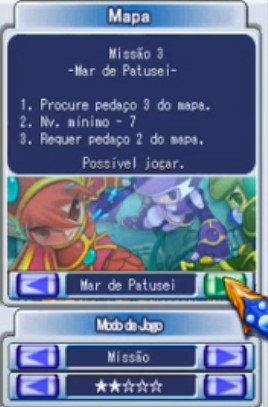 Mapa
Missão 3
-Mar de Patusei-
1. Procure pedaço 3 do mapa.
2. Nv. mínimo - 7
3. Requer pedaço 2 do mapa.
Possível jogar.
Mar de Patusei
Modo de Jogo
Missão
★★☆☆☆